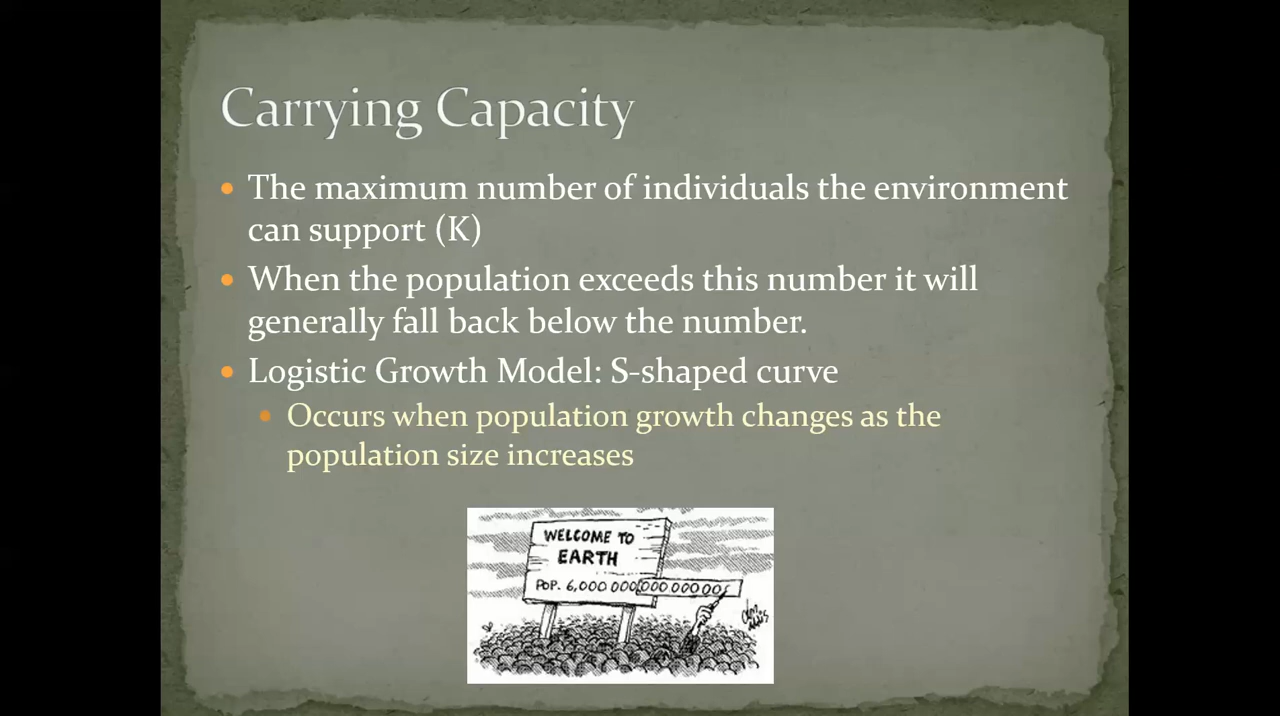 Carrying Capacity
The maximum number of individuals the environment
can support (K)
When the population exceeds this number it will
generally fall back below the number.
Logistic Growth Model: S-shaped curve
Occurs when population growth changes as the
population size increases
WELCOME TO
EARTH
POP. 6,000 000,000 000 00